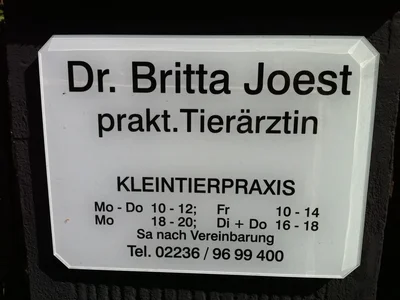 Dr. Britta Joest
prakt.Tierärztin
KLEINTIERPRAXIS
Mo - Do 10 - 12; Fr 10 - 14
Mo 18 - 20; Di + Do 16 - 18
Sa nach Vereinbarung
Tel. 02236 / 96 99 400